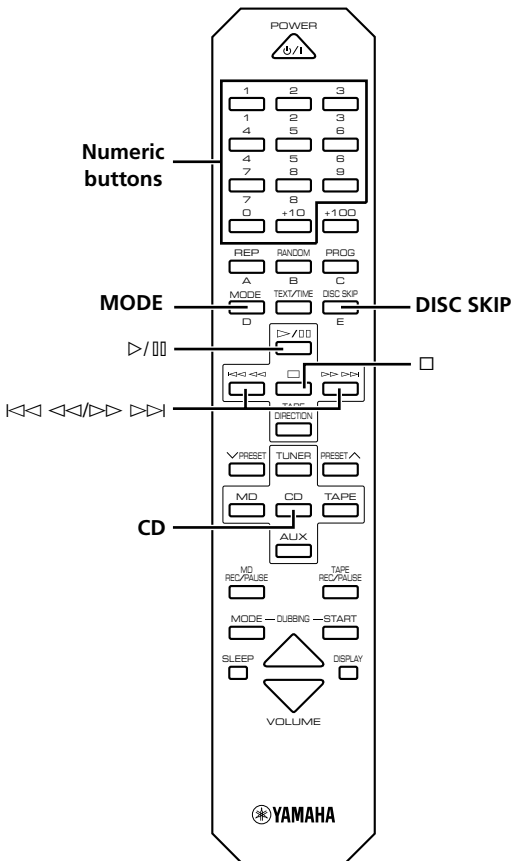 POWER
⏻/I
1 2 3
1 2 3
4 5 6
Numeric
buttons
4 5 6
7 8 9
7 8
0 +10 +100
REP RANDOM PROG
A B C
MODE
MODE TEXT/TIME DISC SKIP
DISC SKIP
D E
▷/▯▯
▷/▯▯
□
|◁◁ ◁◁ □ ▷▷ ▷▷|
|◁◁ ◁◁/▷▷ ▷▷|
TAPE
DIRECTION
∨PRESET TUNER PRESET∧
MD CD TAPE
CD
AUX
MD
REC/PAUSE
TAPE
REC/PAUSE
MODE — DUBBING — START
SLEEP DISPLAY
VOLUME
YAMAHA